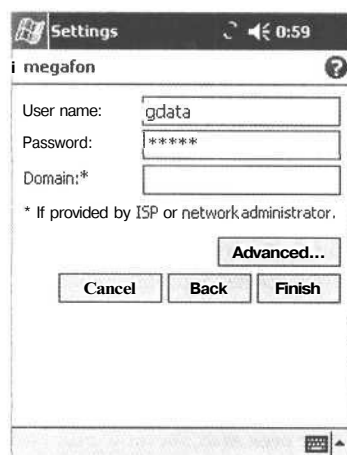 Settings 0:59
i megafon
User name: gdata
Password: *****
Domain:*
* If provided by ISP or network administrator.
Advanced...
Cancel Back Finish